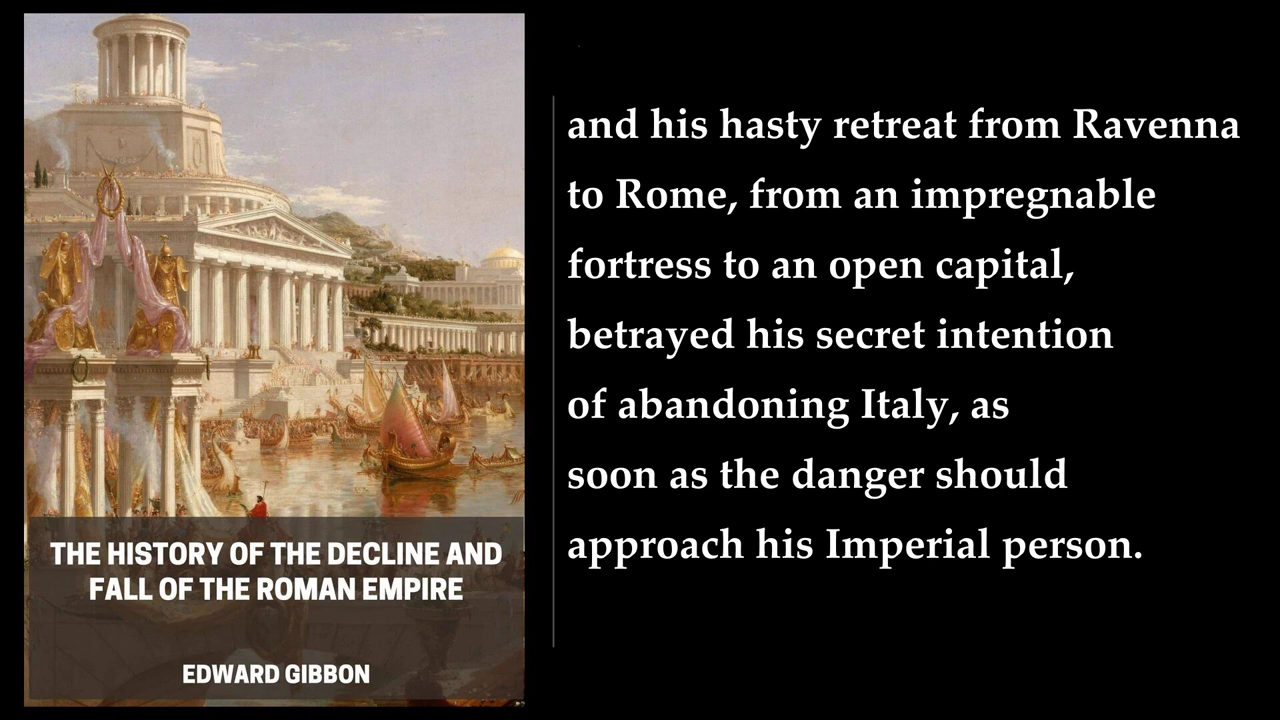 THE HISTORY OF THE DECLINE AND
FALL OF THE ROMAN EMPIRE
EDWARD GIBBON
and his hasty retreat from Ravenna
to Rome, from an impregnable
fortress to an open capital,
betrayed his secret intention
of abandoning Italy, as
soon as the danger should
approach his Imperial person.